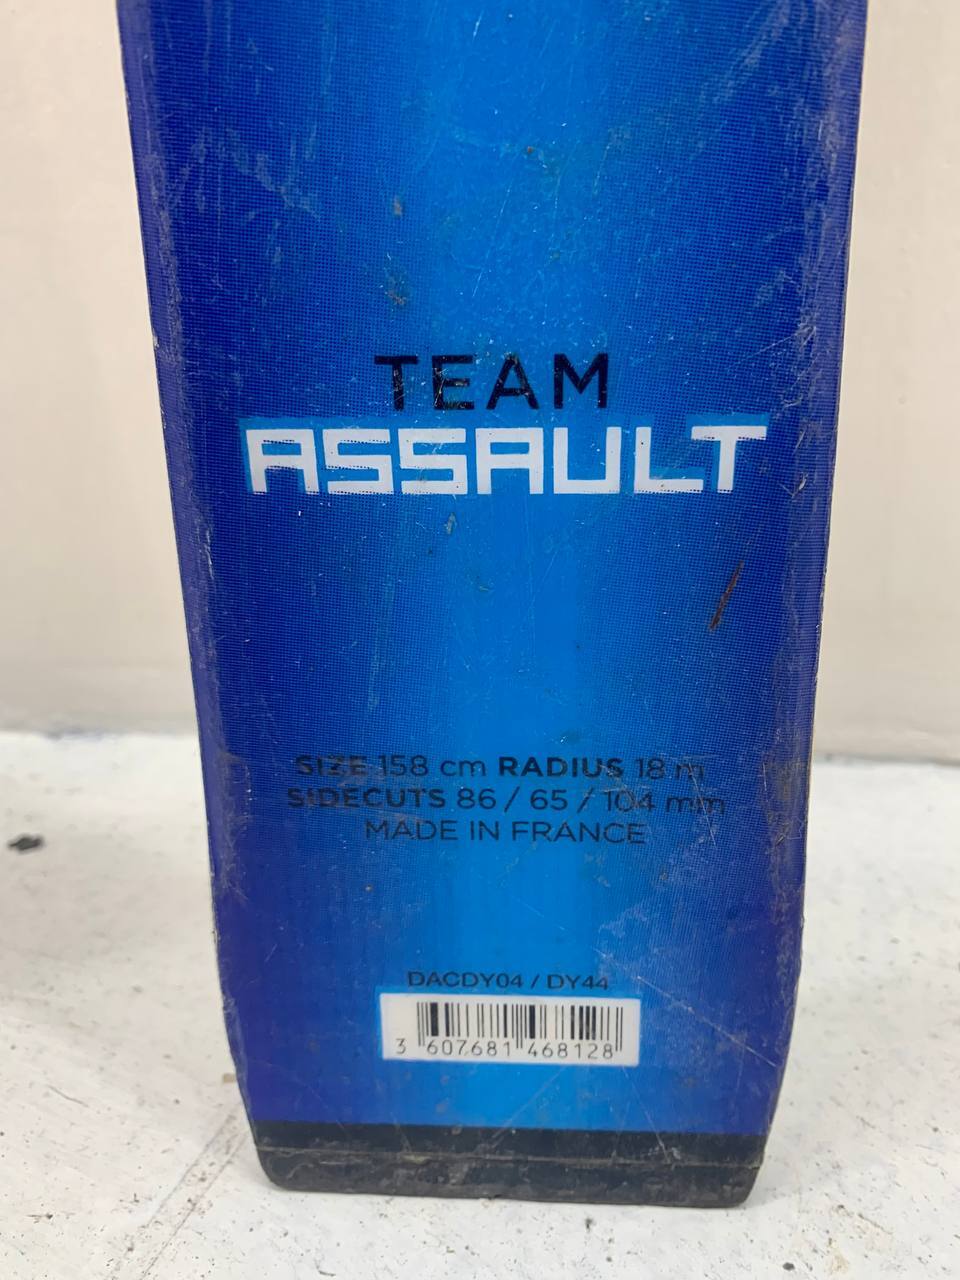 TEAM
ASSAULT
SIZE 158 cm RADIUS 18 m
SIDECUTS 86 / 65 / 104 mm
MADE IN FRANCE
DACDY04 / DY44
3 607681 468128